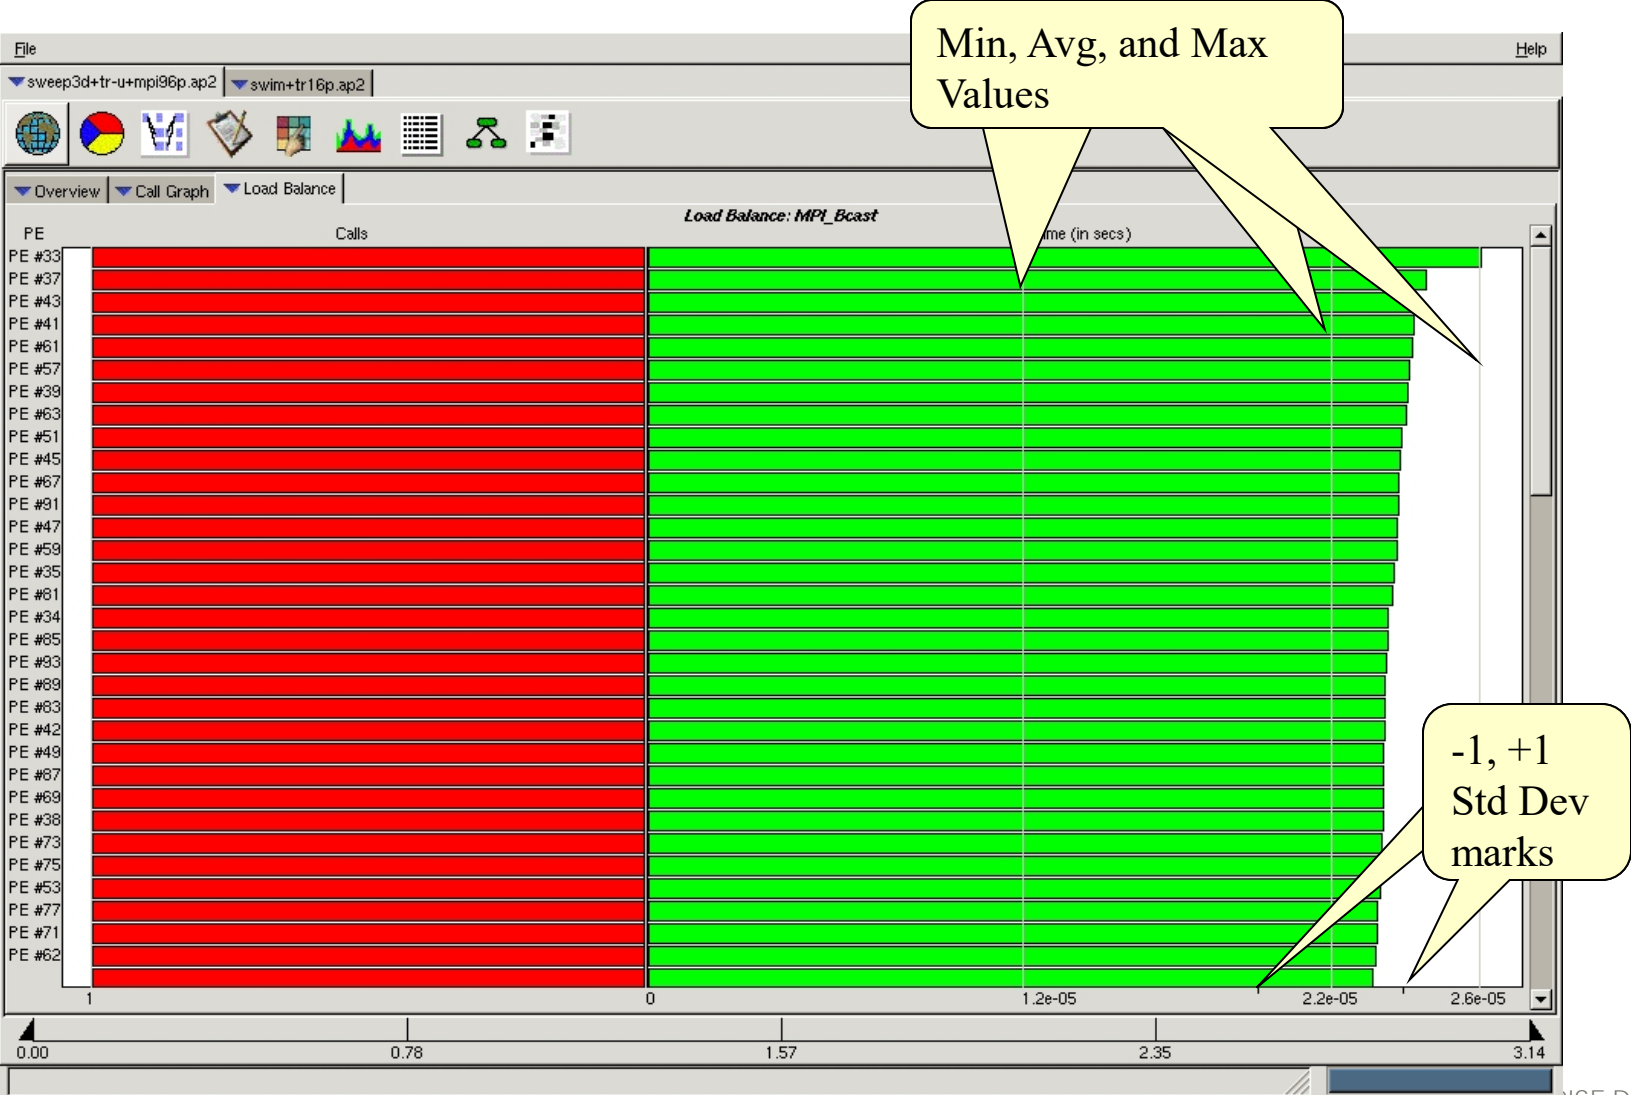 Min, Avg, and Max
Values
File
Help
sweep3d+tr-u+mpi96p.ap2
swim+tr16p.ap2
Overview
Call Graph
Load Balance
Load Balance: MPI_Bcast
PE
Calls
(in secs)
PE #33
PE #37
PE #43
PE #41
PE #61
PE #57
PE #39
PE #63
PE #51
PE #45
PE #67
PE #91
PE #47
PE #59
PE #35
PE #81
PE #34
PE #85
PE #93
PE #89
PE #83
PE #42
PE #49
PE #87
PE #69
PE #38
PE #73
PE #75
PE #53
PE #77
PE #71
PE #62
-1, +1
Std Dev
marks
1
0
1.2e-05
2.2e-05
2.6e-05
0.00
0.78
1.57
2.35
3.14